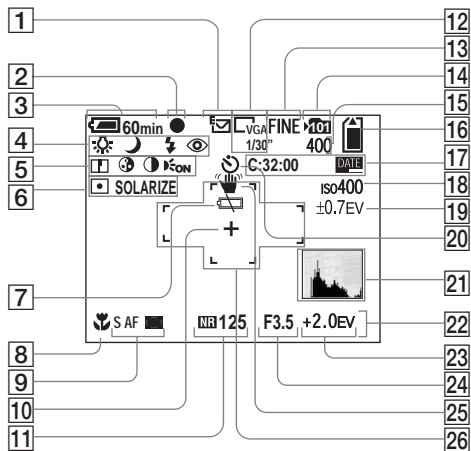 1
2
3
4
5
6
7
8
9
10
11
12
13
14
15
16
17
18
19
20
21
22
23
24
25
26
60min
E
VGA
FINE
101
1/30"
400
ON
C:32:00
DATE
SOLARIZE
ISO400
±0.7EV
S AF
NR 125
F3.5
+2.0EV